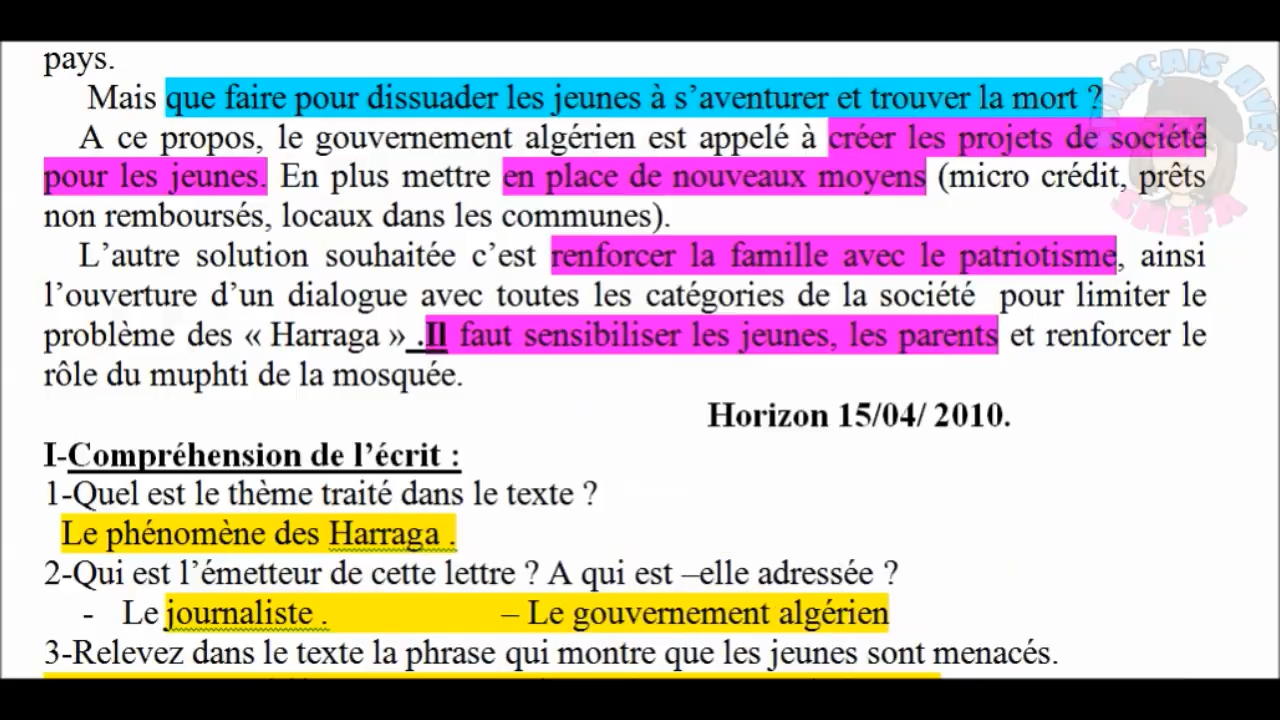 pays.
Mais que faire pour dissuader les jeunes à s’aventurer et trouver la mort ?
A ce propos, le gouvernement algérien est appelé à créer les projets de société
pour les jeunes. En plus mettre en place de nouveaux moyens (micro crédit, prêts
non remboursés, locaux dans les communes).
L’autre solution souhaitée c’est renforcer la famille avec le patriotisme, ainsi
l’ouverture d’un dialogue avec toutes les catégories de la société pour limiter le
problème des « Harraga » .Il faut sensibiliser les jeunes, les parents et renforcer le
rôle du muphti de la mosquée.
Horizon 15/04/ 2010.
I-Compréhension de l’écrit :
1-Quel est le thème traité dans le texte ?
Le phénomène des Harraga .
2-Qui est l’émetteur de cette lettre ? A qui est –elle adressée ?
- Le journaliste . – Le gouvernement algérien
3-Relevez dans le texte la phrase qui montre que les jeunes sont menacés.
AVEC